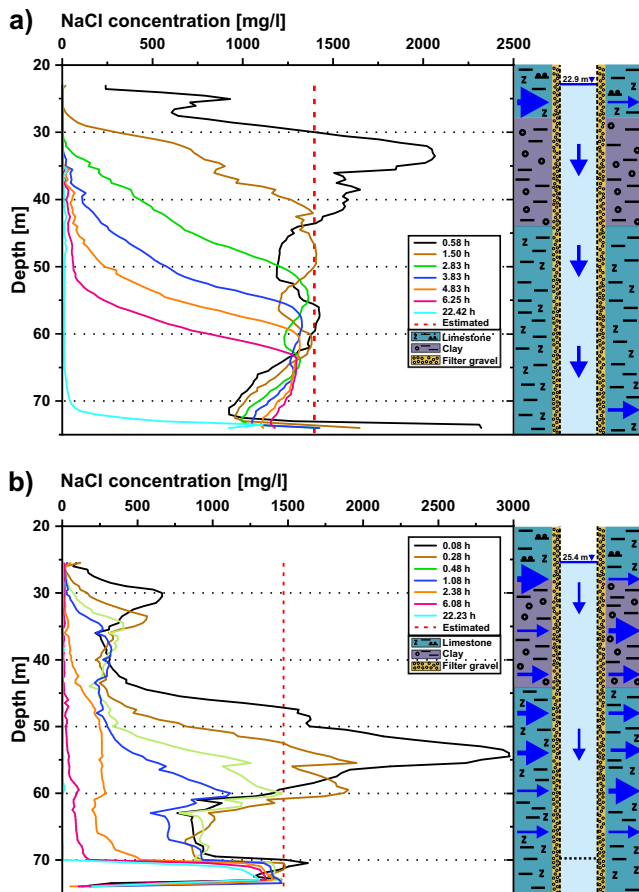 a) NaCl concentration [mg/l]
0 500 1000 1500 2000 2500
20
30
40
50
60
70
Depth [m]
0.58 h
1.50 h
2.83 h
3.83 h
4.83 h
6.25 h
22.42 h
Estimated
Limestone
Clay
Filter gravel
22.9 m
b) NaCl concentration [mg/l]
0 500 1000 1500 2000 2500 3000
20
30
40
50
60
70
Depth [m]
0.08 h
0.28 h
0.48 h
1.08 h
2.38 h
6.08 h
22.23 h
Estimated
Limestone
Clay
Filter gravel
25.4 m